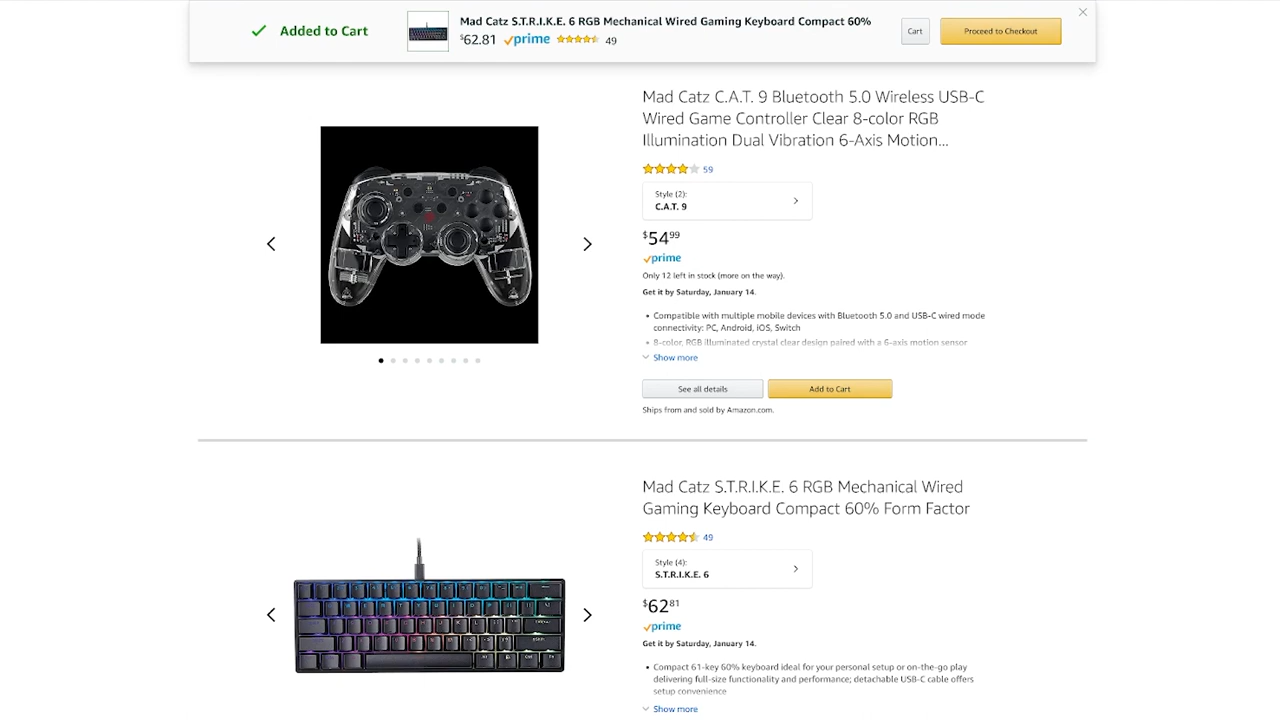 Added to Cart
Mad Catz S.T.R.I.K.E. 6 RGB Mechanical Wired Gaming Keyboard Compact 60%
$62.81 prime 49
Cart
Proceed to Checkout
Mad Catz C.A.T. 9 Bluetooth 5.0 Wireless USB-C
Wired Game Controller Clear 8-color RGB
Illumination Dual Vibration 6-Axis Motion...
59
Style (2):
C.A.T. 9
$54 99
prime
Only 12 left in stock (more on the way).
Get it by Saturday, January 14.
• Compatible with multiple mobile devices with Bluetooth 5.0 and USB-C wired mode
connectivity: PC, Android, iOS, Switch
• 8-color, RGB illuminated crystal clear design paired with a 6-axis motion sensor
Show more
See all details
Add to Cart
Ships from and sold by Amazon.com.
Mad Catz S.T.R.I.K.E. 6 RGB Mechanical Wired
Gaming Keyboard Compact 60% Form Factor
49
Style (4):
S.T.R.I.K.E. 6
$62 81
prime
Get it by Saturday, January 14.
• Compact 61-key 60% keyboard ideal for your personal setup or on-the-go play
delivering full-size functionality and performance; detachable USB-C cable offers
setup convenience
Show more